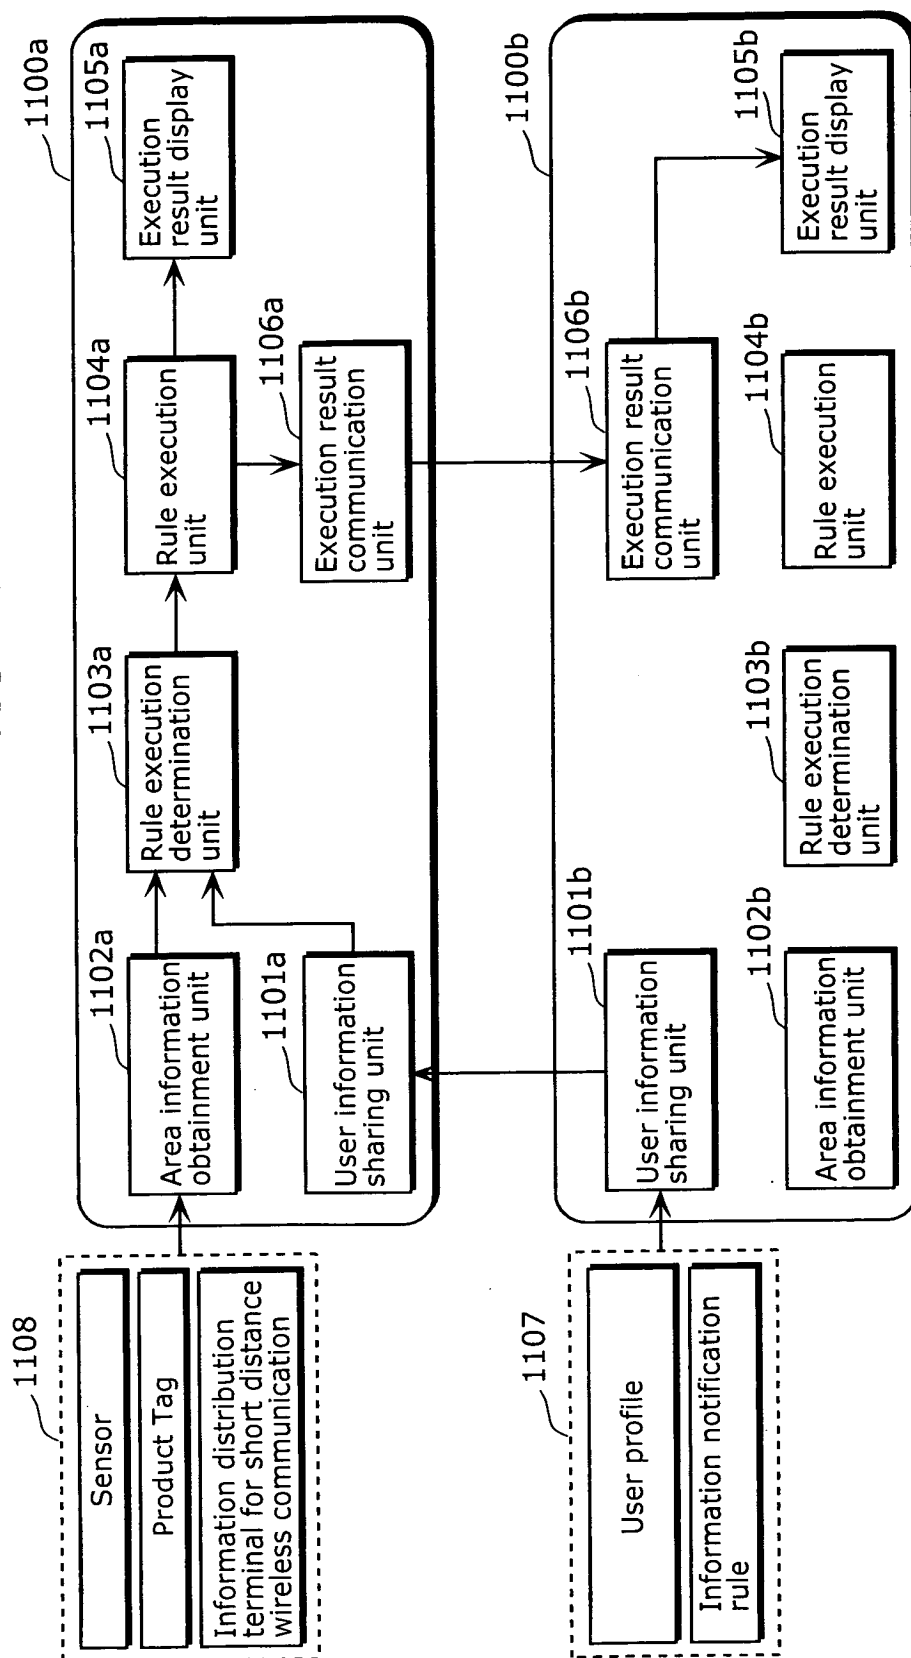 1108
Sensor
Product Tag
Information distribution
terminal for short distance
wireless communication
1100a
1102a
Area information
obtainment unit
1101a
User information
sharing unit
1103a
Rule execution
determination
unit
1104a
Rule execution
unit
1105a
Execution
result display
unit
1106a
Execution result
communication
unit
1107
User profile
Information notification
rule
1100b
1101b
User information
sharing unit
1102b
Area information
obtainment unit
1103b
Rule execution
determination
unit
1106b
Execution result
communication
unit
1104b
Rule execution
unit
1105b
Execution
result display
unit